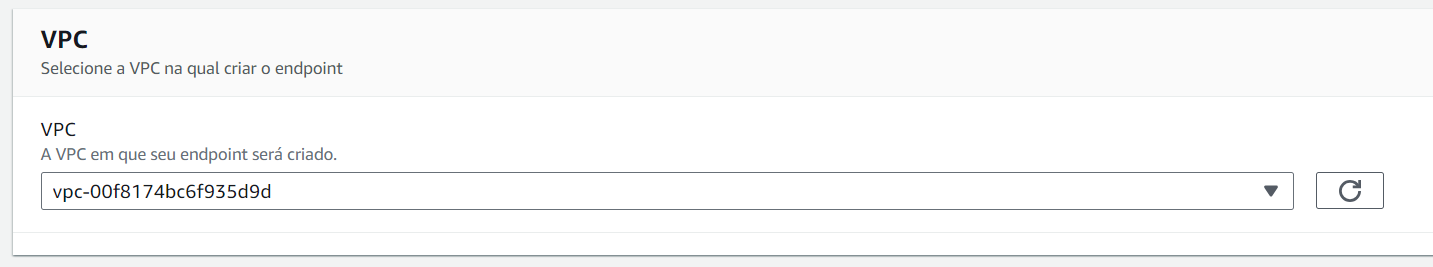 VPC
Selecione a VPC na qual criar o endpoint
VPC
A VPC em que seu endpoint será criado.
vpc-00f8174bc6f935d9d